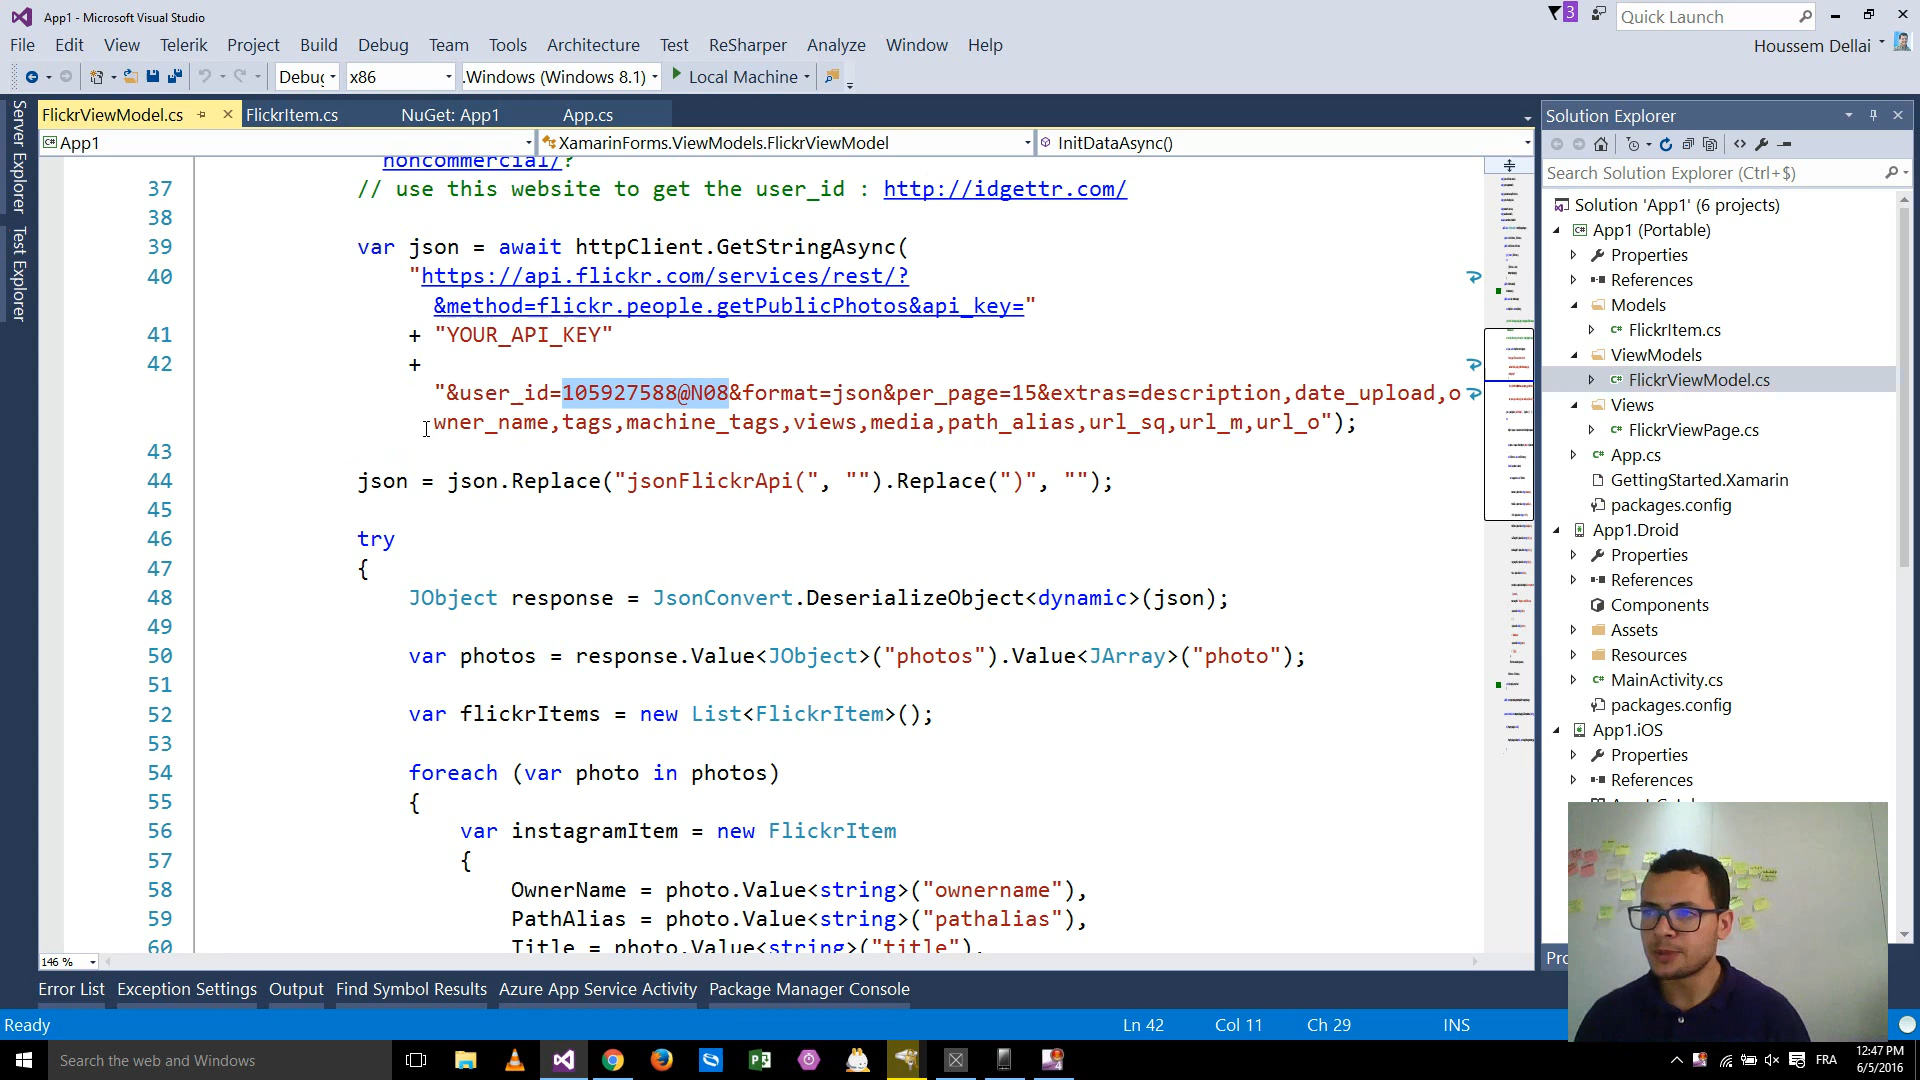 App1 - Microsoft Visual Studio
3
Quick Launch
File Edit View Telerik Project Build Debug Team Tools Architecture Test ReSharper Analyze Window Help
Houssem Dellai
Debug x86 .Windows (Windows 8.1) Local Machine
FlickrViewModel.cs FlickrItem.cs NuGet: App1 App.cs
App1 XamarinForms.ViewModels.FlickrViewModel InitDataAsync()
Server Explorer
Test Explorer
noncommercial/?
37 // use this website to get the user_id : http://idgettr.com/
38
39 var json = await httpClient.GetStringAsync(
40 "https://api.flickr.com/services/rest/?
&method=flickr.people.getPublicPhotos&api_key="
41 + "YOUR_API_KEY"
42 +
"&user_id=105927588@N08&format=json&per_page=15&extras=description,date_upload,o
wner_name,tags,machine_tags,views,media,path_alias,url_sq,url_m,url_o");
43
44 json = json.Replace("jsonFlickrApi(", "").Replace(")", "");
45
46 try
47 {
48 JObject response = JsonConvert.DeserializeObject<dynamic>(json);
49
50 var photos = response.Value<JObject>("photos").Value<JArray>("photo");
51
52 var flickrItems = new List<FlickrItem>();
53
54 foreach (var photo in photos)
55 {
56 var instagramItem = new FlickrItem
57 {
58 OwnerName = photo.Value<string>("ownername"),
59 PathAlias = photo.Value<string>("pathalias"),
60 Title = photo.Value<string>("title"),
146 %
Solution Explorer
Search Solution Explorer (Ctrl+$)
Solution 'App1' (6 projects)
App1 (Portable)
Properties
References
Models
FlickrItem.cs
ViewModels
FlickrViewModel.cs
Views
FlickrViewPage.cs
App.cs
GettingStarted.Xamarin
packages.config
App1.Droid
Properties
References
Components
Assets
Resources
MainActivity.cs
packages.config
App1.iOS
Properties
References
Error List Exception Settings Output Find Symbol Results Azure App Service Activity Package Manager Console
Ready Ln 42 Col 11 Ch 29 INS
Search the web and Windows
FRA
12:47 PM
6/5/2016